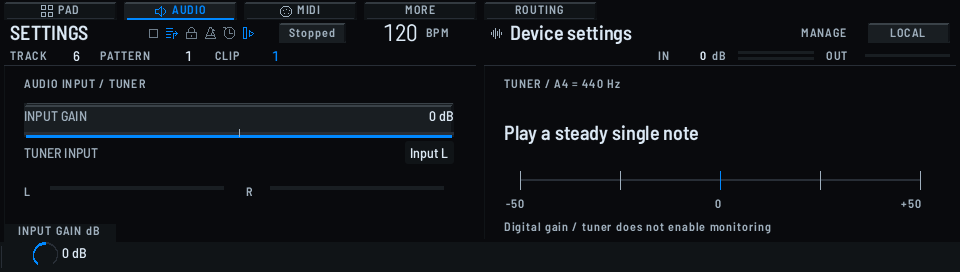 PAD AUDIO MIDI MORE ROUTING
SETTINGS Stopped 120 BPM Device settings MANAGE LOCAL
TRACK 6 PATTERN 1 CLIP 1 IN 0 dB OUT
AUDIO INPUT / TUNER
INPUT GAIN 0 dB
TUNER INPUT Input L
L R
INPUT GAIN dB
0 dB
TUNER / A4 = 440 Hz
Play a steady single note
-50 0 +50
Digital gain / tuner does not enable monitoring